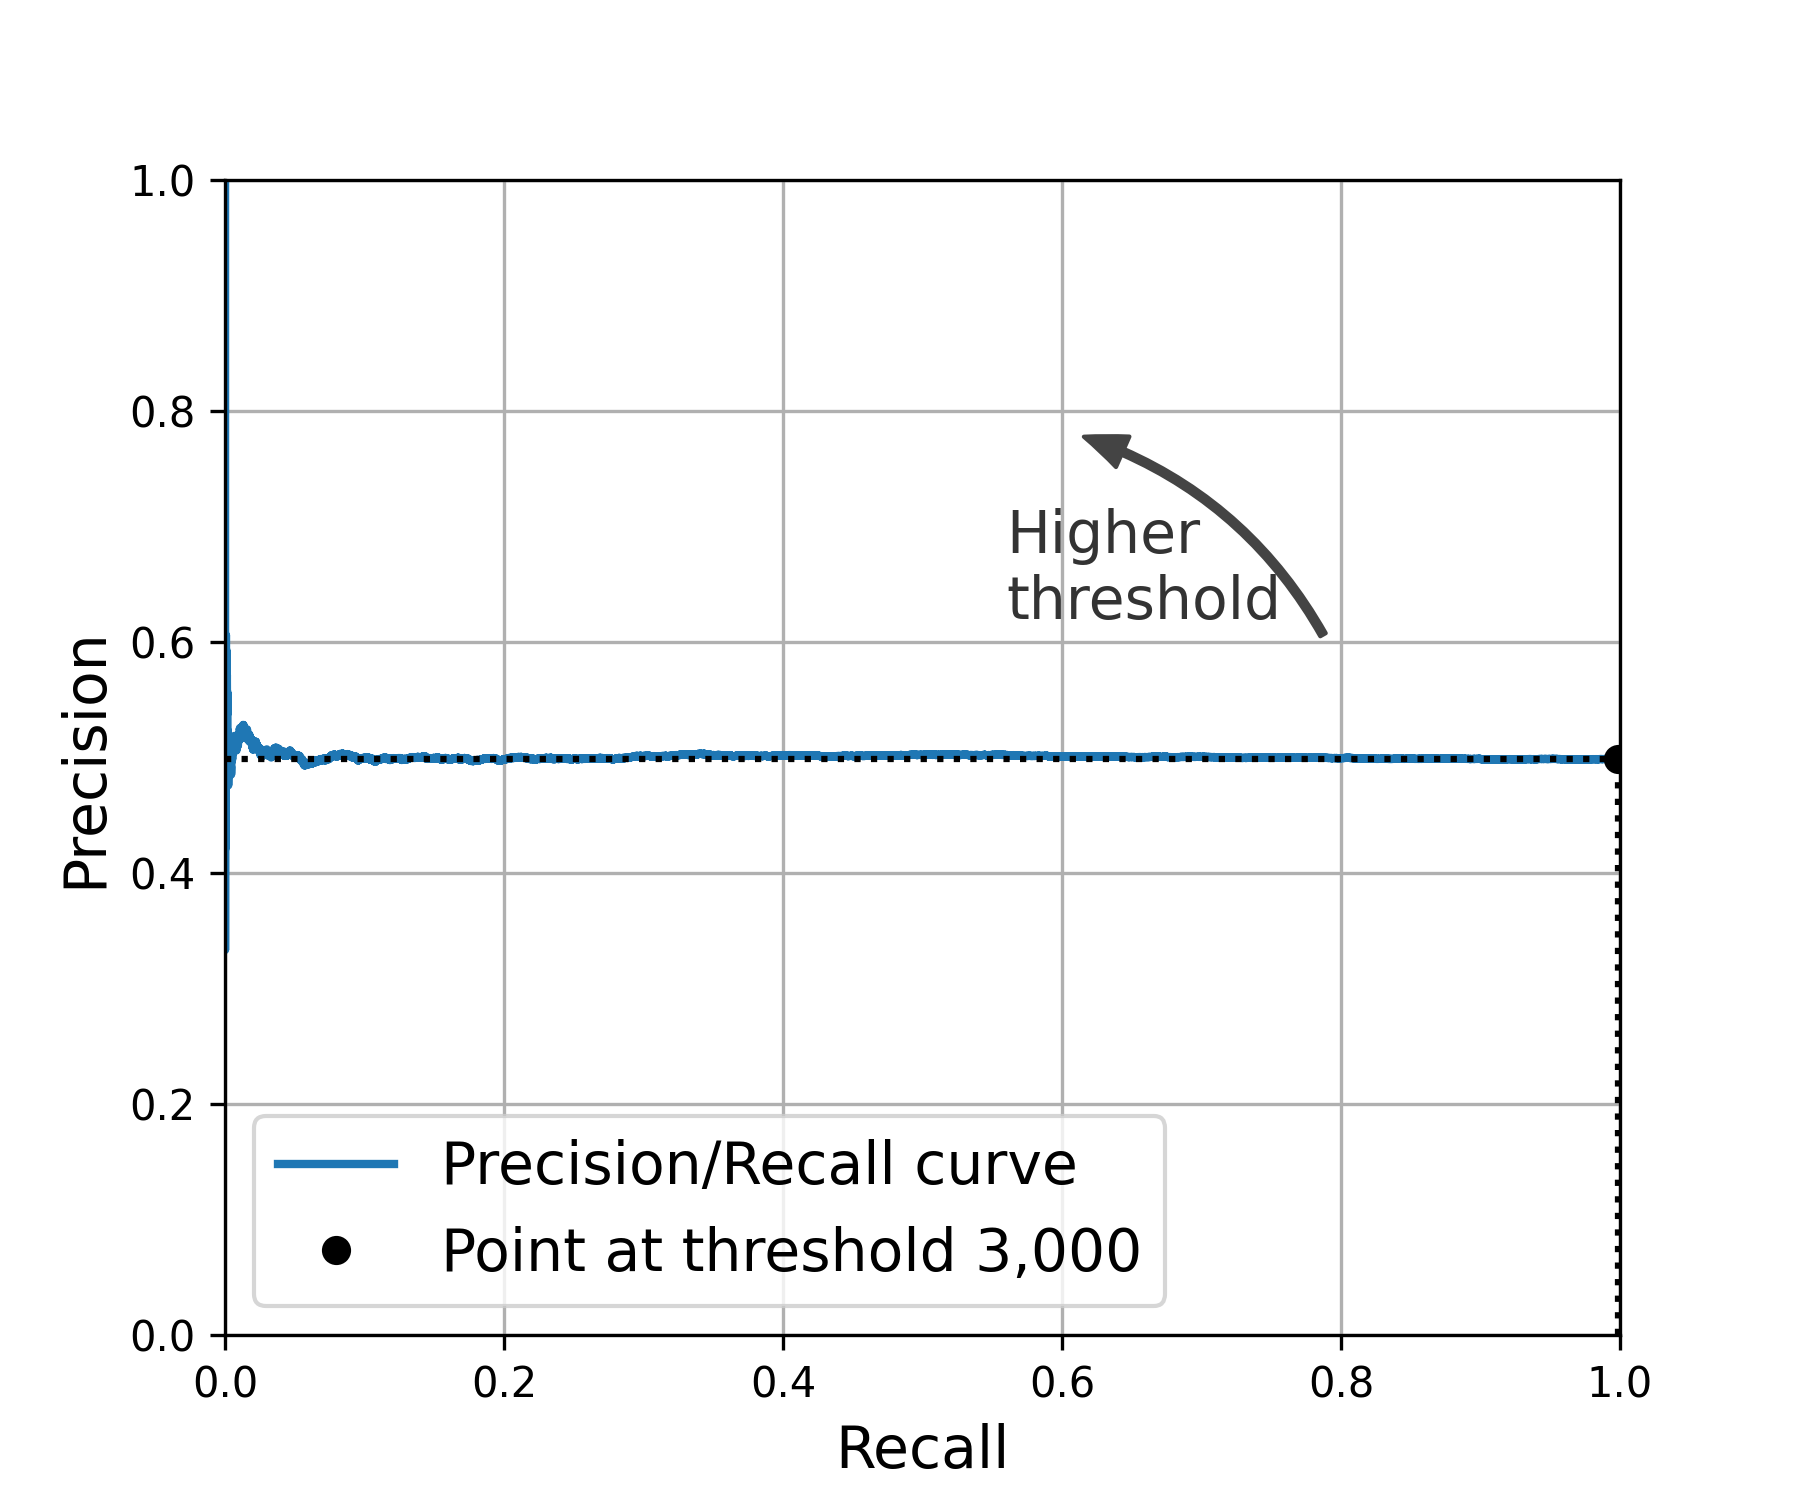 1.0
0.8
0.6
0.4
0.2
0.0
Precision
Higher
threshold
Precision/Recall curve
Point at threshold 3,000
0.0 0.2 0.4 0.6 0.8 1.0
Recall